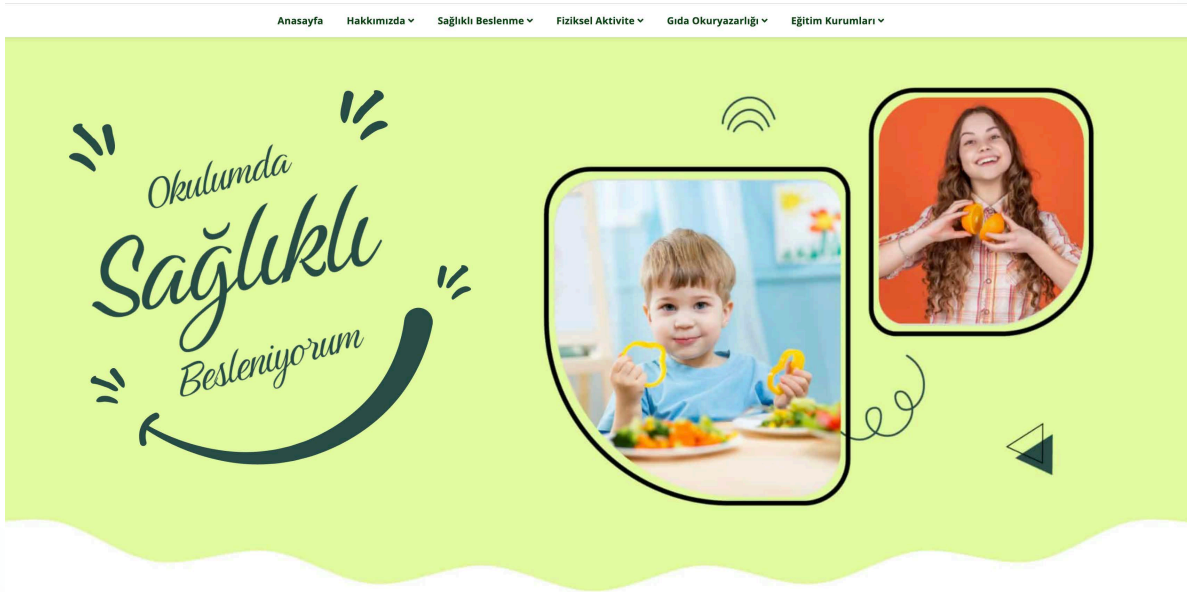 Anasayfa Hakkımızda Sağlıklı Beslenme Fiziksel Aktivite Gıda Okuryazarlığı Eğitim Kurumları
Okulumda
Sağlıklı
Besleniyorum